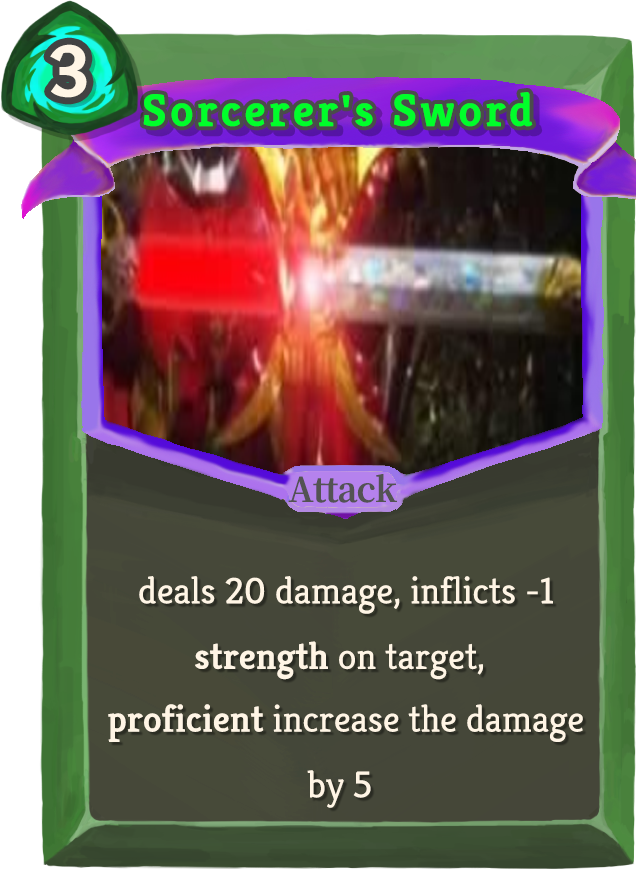 3
Sorcerer's Sword
Attack
deals 20 damage, inflicts -1
strength on target,
proficient increase the damage
by 5